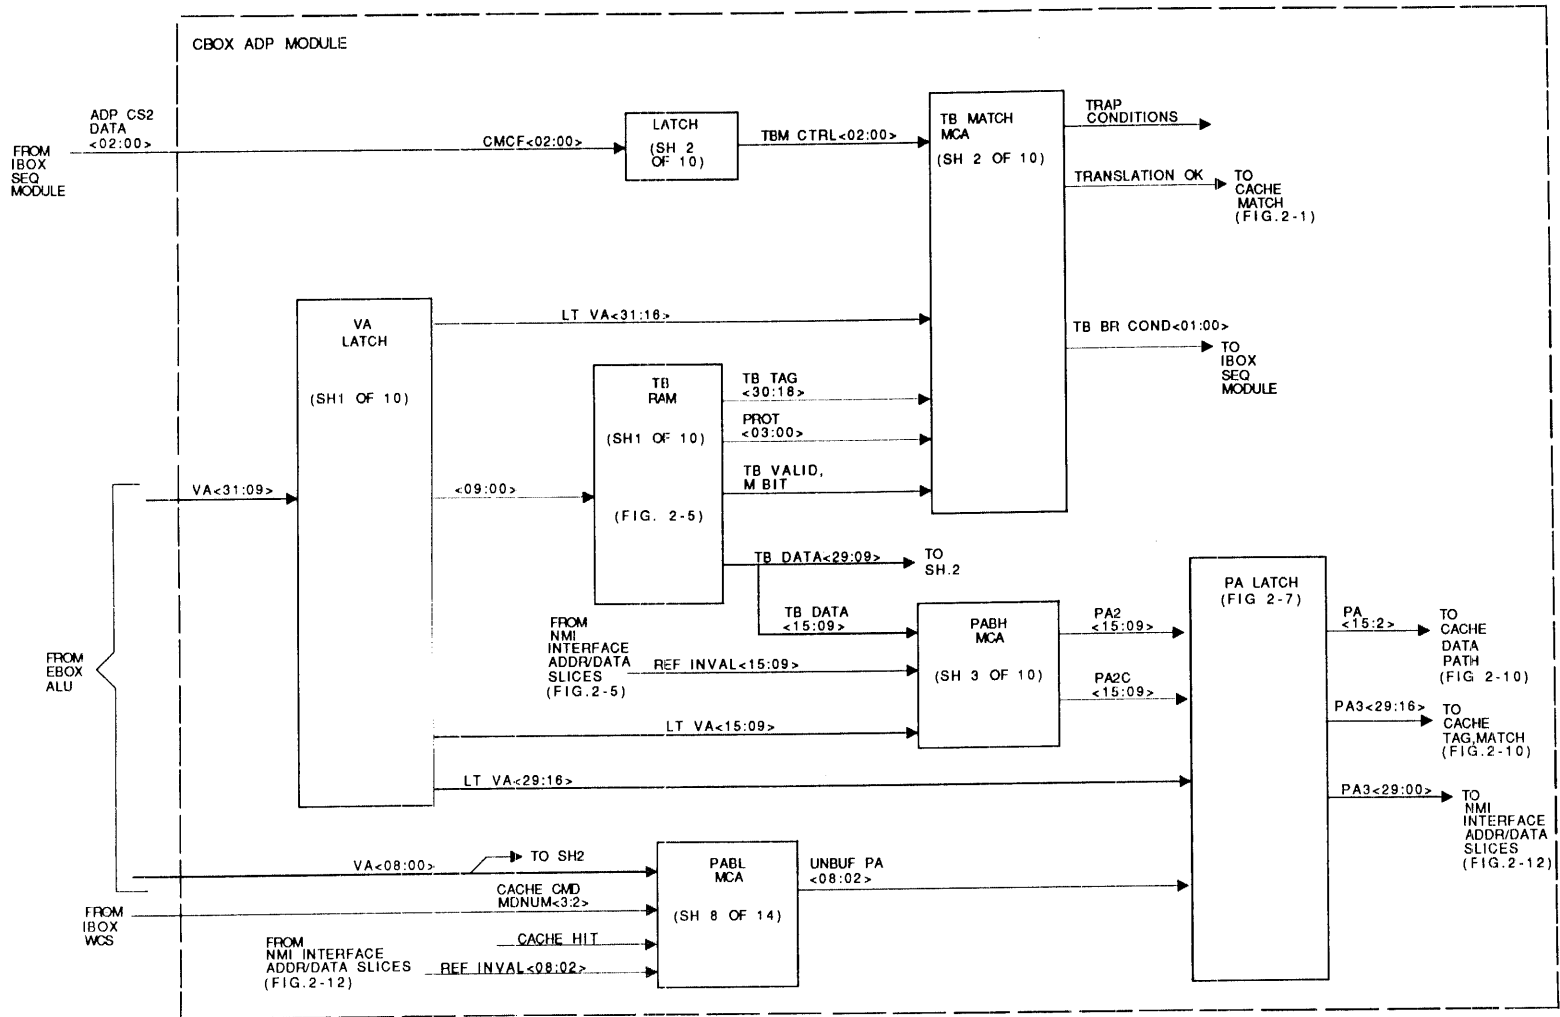 CBOX ADP MODULE
ADP CS2
DATA
<02:00>
FROM
IBOX
SEQ
MODULE
CMCF<02:00>
LATCH
(SH 2
OF 10)
TBM CTRL<02:00>
TB MATCH
MCA
(SH 2 OF 10)
TRAP
CONDITIONS
TRANSLATION OK
TO
CACHE
MATCH
(FIG.2-1)
TB BR COND<01:00>
TO
IBOX
SEQ
MODULE
VA
LATCH
(SH1 OF 10)
LT VA<31:16>
TB
RAM
(SH1 OF 10)
(FIG. 2-5)
TB TAG
<30:18>
PROT
<03:00>
TB VALID,
M BIT
VA<31:09>
<09:00>
TB DATA<29:09>
TO
SH.2
TB DATA
<15:09>
FROM
NMI
INTERFACE
ADDR/DATA
SLICES
(FIG.2-5)
REF INVAL<15:09>
PABH
MCA
(SH 3 OF 10)
PA2
<15:09>
PA2C
<15:09>
PA LATCH
(FIG 2-7)
PA
<15:2>
TO
CACHE
DATA
PATH
(FIG 2-10)
PA3<29:16>
TO
CACHE
TAG,MATCH
(FIG.2-10)
PA3<29:00>
TO
NMI
INTERFACE
ADDR/DATA
SLICES
(FIG.2-12)
FROM
EBOX
ALU
LT VA<15:09>
LT VA<29:16>
VA<08:00>
TO SH2
PABL
MCA
(SH 8 OF 14)
UNBUF PA
<08:02>
CACHE CMD
MDNUM<3:2>
FROM
IBOX
WCS
CACHE HIT
FROM
NMI INTERFACE
ADDR/DATA SLICES
(FIG.2-12)
REF INVAL<08:02>